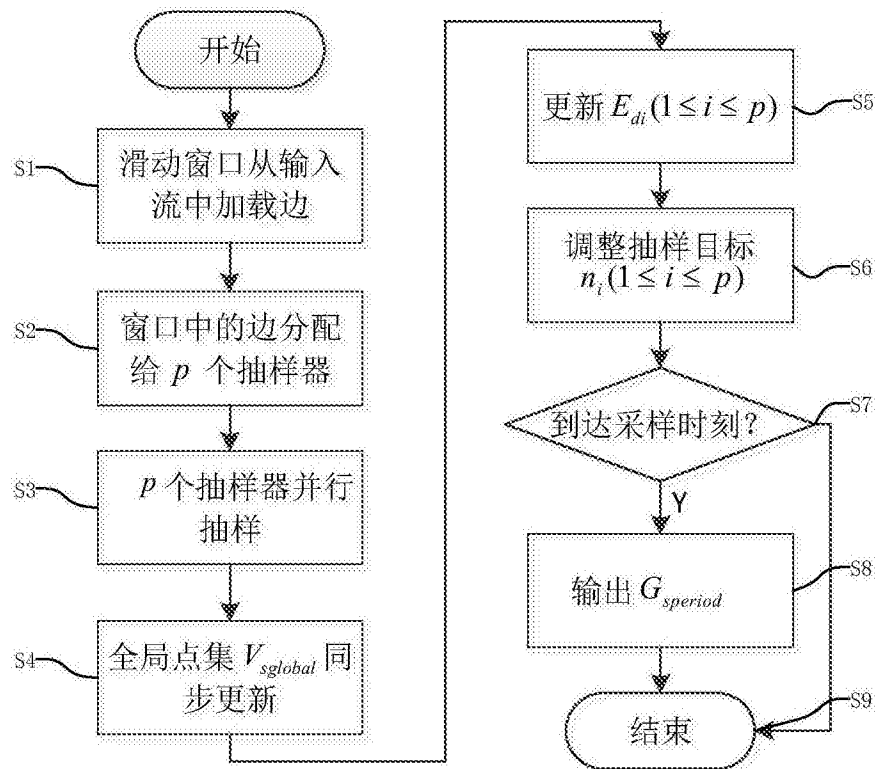 开始
S1
滑动窗口从输入
流中加载边
S2
窗口中的边分配
给 p 个抽样器
S3
p 个抽样器并行
抽样
S4
全局点集 V_sglobal 同
步更新
更新 E_di (1 ≤ i ≤ p)
S5
调整抽样目标
n_i (1 ≤ i ≤ p)
S6
到达采样时刻?
S7
Y
输出 G_speriod
S8
结束
S9